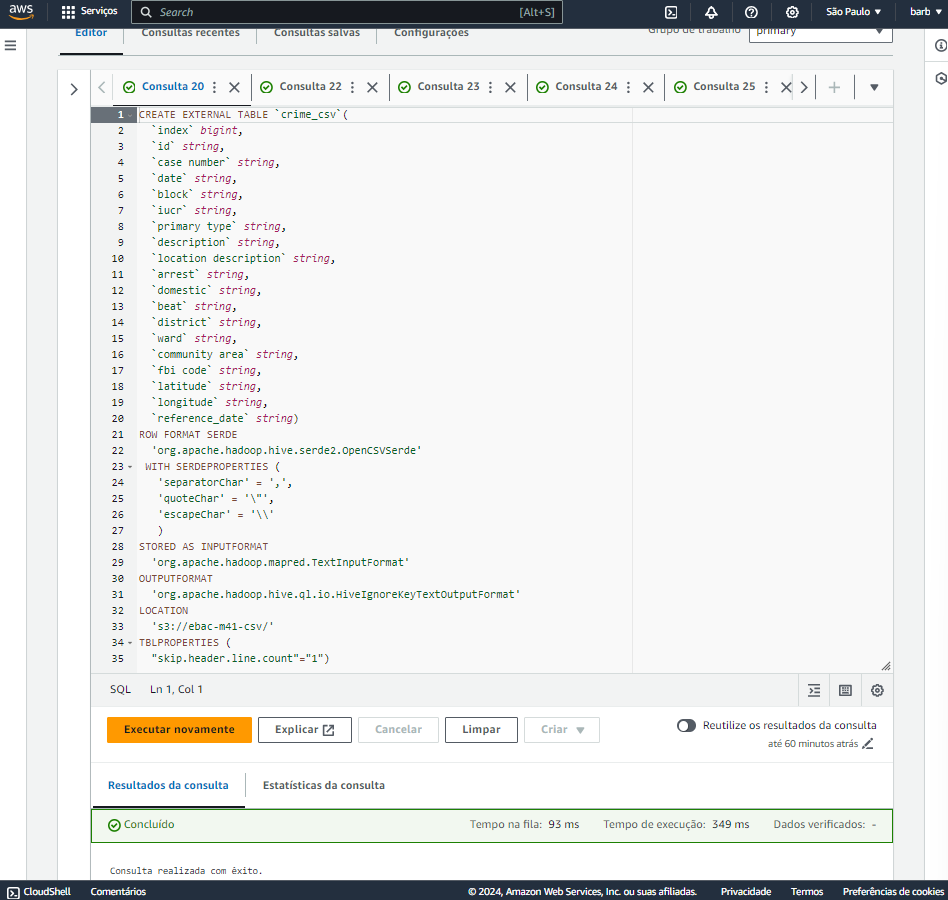 aws
Serviços
Search
[Alt+S]
São Paulo
barb
Editor
Consultas recentes
Consultas salvas
Configurações
Grupo de trabalho
primary
Consulta 20
Consulta 22
Consulta 23
Consulta 24
Consulta 25
1 CREATE EXTERNAL TABLE `crime_csv`(
2 `index` bigint,
3 `id` string,
4 `case number` string,
5 `date` string,
6 `block` string,
7 `iucr` string,
8 `primary type` string,
9 `description` string,
10 `location description` string,
11 `arrest` string,
12 `domestic` string,
13 `beat` string,
14 `district` string,
15 `ward` string,
16 `community area` string,
17 `fbi code` string,
18 `latitude` string,
19 `longitude` string,
20 `reference_date` string)
21 ROW FORMAT SERDE
22 'org.apache.hadoop.hive.serde2.OpenCSVSerde'
23 WITH SERDEPROPERTIES (
24 'separatorChar' = ',',
25 'quoteChar' = '\"',
26 'escapeChar' = '\\'
27 )
28 STORED AS INPUTFORMAT
29 'org.apache.hadoop.mapred.TextInputFormat'
30 OUTPUTFORMAT
31 'org.apache.hadoop.hive.ql.io.HiveIgnoreKeyTextOutputFormat'
32 LOCATION
33 's3://ebac-m41-csv/'
34 TBLPROPERTIES (
35 "skip.header.line.count"="1")
SQL Ln 1, Col 1
Executar novamente
Explicar
Cancelar
Limpar
Criar
Reutilize os resultados da consulta
até 60 minutos atrás
Resultados da consulta
Estatísticas da consulta
Concluído
Tempo na fila: 93 ms
Tempo de execução: 349 ms
Dados verificados: -
Consulta realizada com êxito.
CloudShell
Comentários
© 2024, Amazon Web Services, Inc. ou suas afiliadas.
Privacidade
Termos
Preferências de cookies